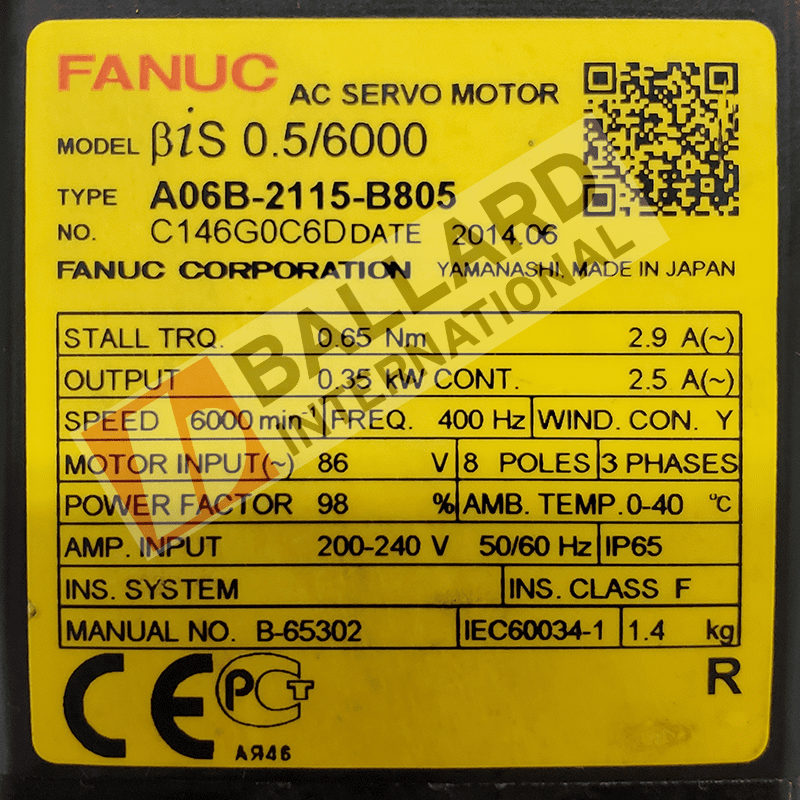 FANUC AC SERVO MOTOR
MODEL βiS 0.5/6000
TYPE A06B-2115-B805
NO. C146G0C6D DATE 2014.06
FANUC CORPORATION YAMANASHI, MADE IN JAPAN
STALL TRQ. 0.65 Nm 2.9 A(~)
OUTPUT 0.35 kW CONT. 2.5 A(~)
SPEED 6000 min⁻¹ FREQ. 400 Hz WIND. CON. Y
MOTOR INPUT(~) 86 V 8 POLES 3 PHASES
POWER FACTOR 98 % AMB. TEMP. 0-40 °C
AMP. INPUT 200-240 V 50/60 Hz IP65
INS. SYSTEM INS. CLASS F
MANUAL NO. B-65302 IEC60034-1 1.4 kg
CE PCT R
АЯ46
BALLARD
INTERNATIONAL